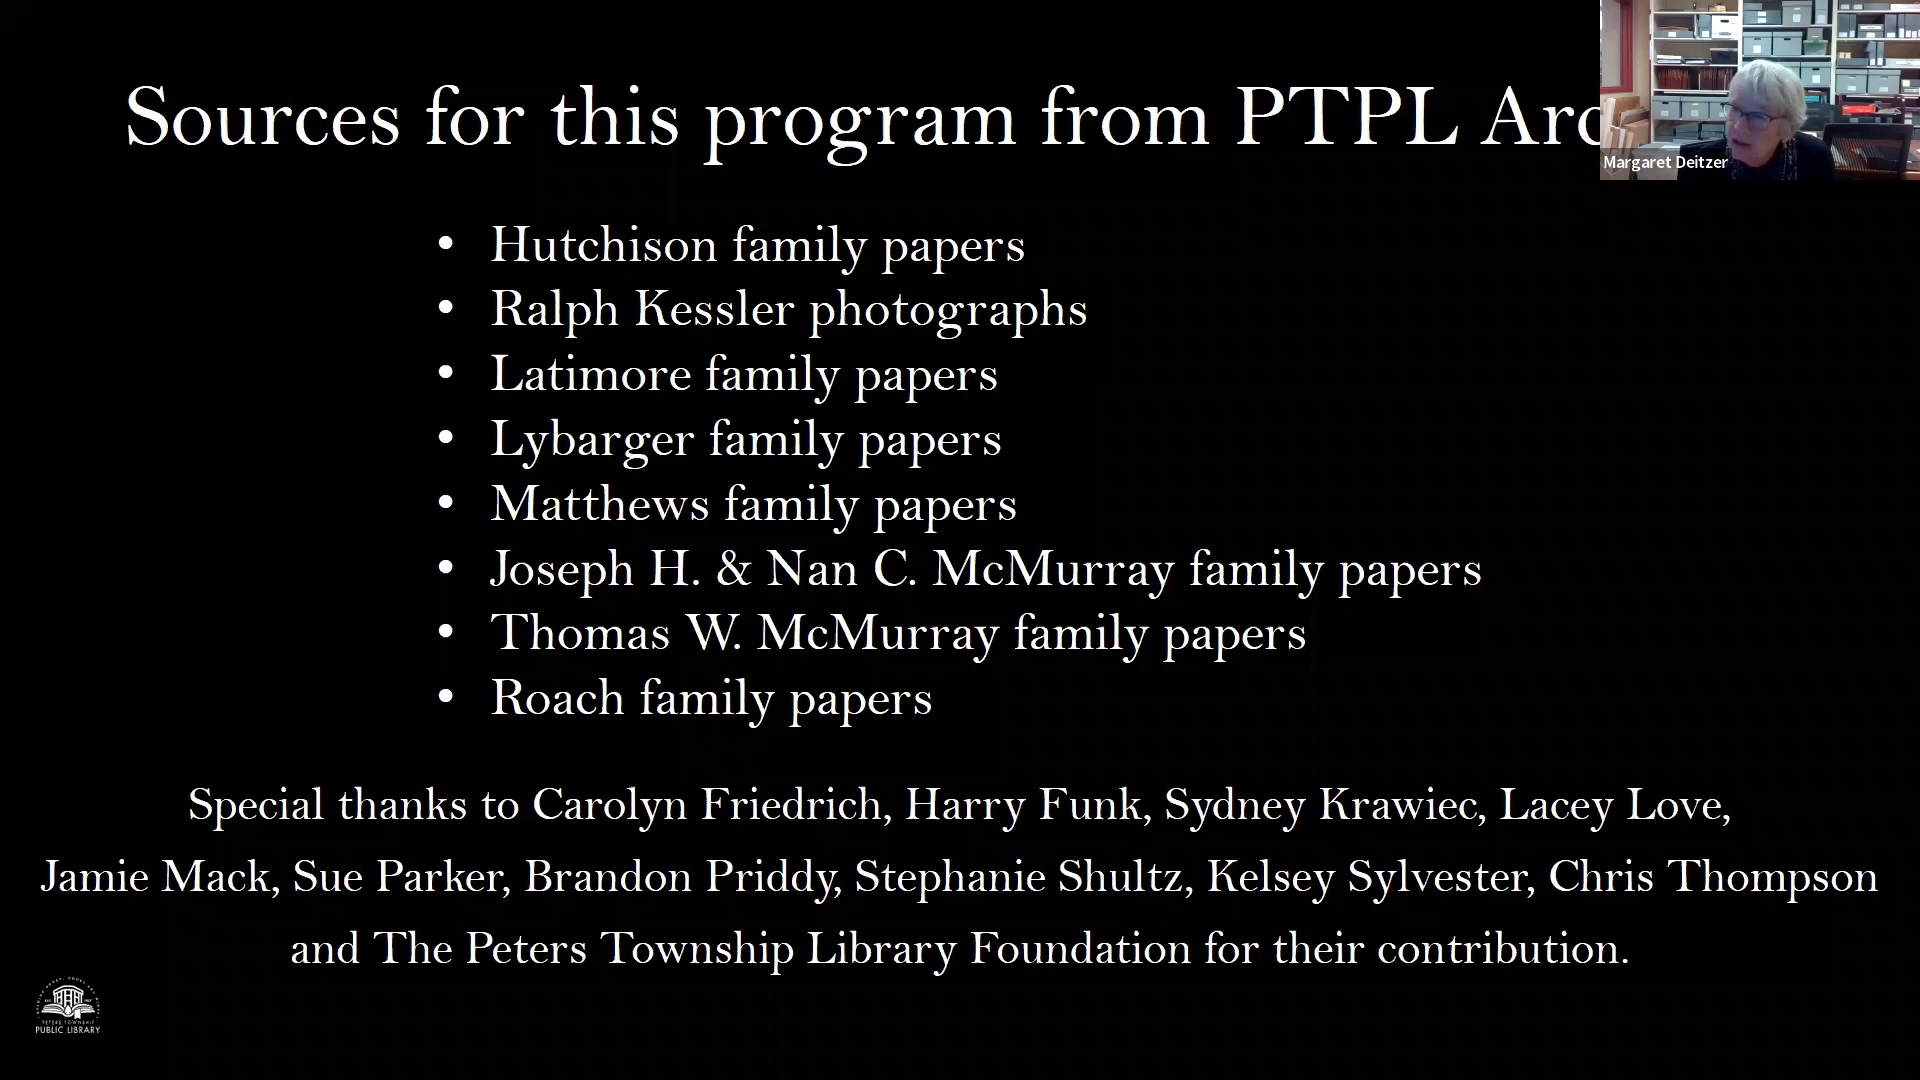 Sources for this program from PTPL Arc
Margaret Deitzer
• Hutchison family papers
• Ralph Kessler photographs
• Latimore family papers
• Lybarger family papers
• Matthews family papers
• Joseph H. & Nan C. McMurray family papers
• Thomas W. McMurray family papers
• Roach family papers
Special thanks to Carolyn Friedrich, Harry Funk, Sydney Krawiec, Lacey Love,
Jamie Mack, Sue Parker, Brandon Priddy, Stephanie Shultz, Kelsey Sylvester, Chris Thompson
and The Peters Township Library Foundation for their contribution.
PETERS TOWNSHIP
PUBLIC LIBRARY